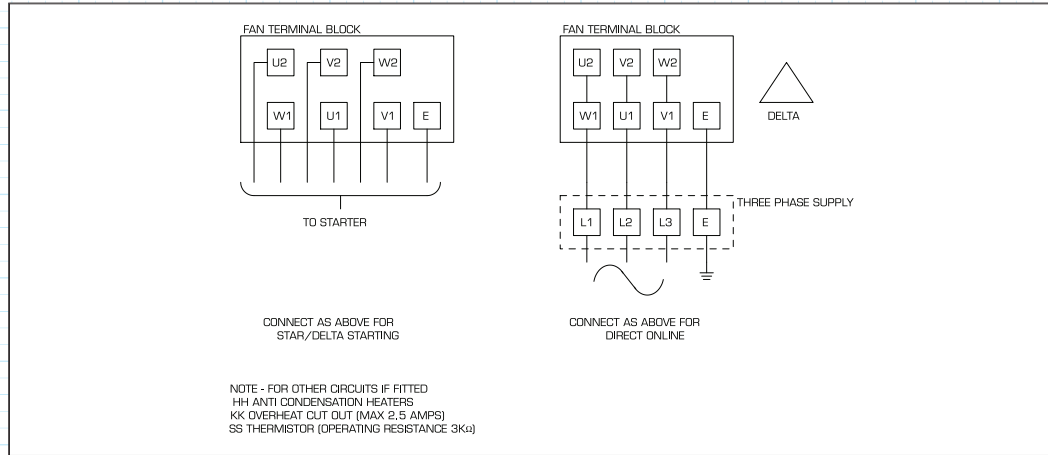 FAN TERMINAL BLOCK
U2 V2 W2
W1 U1 V1 E
TO STARTER
CONNECT AS ABOVE FOR
STAR/DELTA STARTING
FAN TERMINAL BLOCK
U2 V2 W2
W1 U1 V1 E
DELTA
THREE PHASE SUPPLY
L1 L2 L3 E
CONNECT AS ABOVE FOR
DIRECT ONLINE
NOTE - FOR OTHER CIRCUITS IF FITTED
HH ANTI CONDENSATION HEATERS
KK OVERHEAT CUT OUT (MAX 2,5 AMPS)
SS THERMISTOR (OPERATING RESISTANCE 3KΩ)